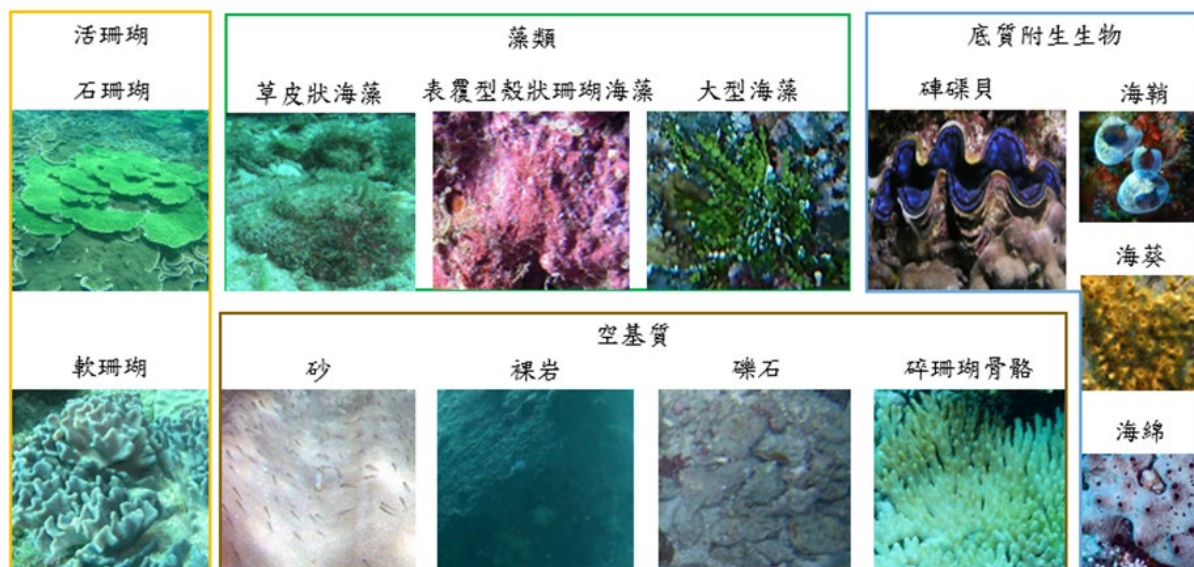 活珊瑚
石珊瑚
軟珊瑚
藻類
草皮狀海藻
表覆型殼狀珊瑚海藻
大型海藻
底質附生生物
硨磲貝
海鞘
海葵
海綿
空基質
砂
裸岩
礫石
碎珊瑚骨骼